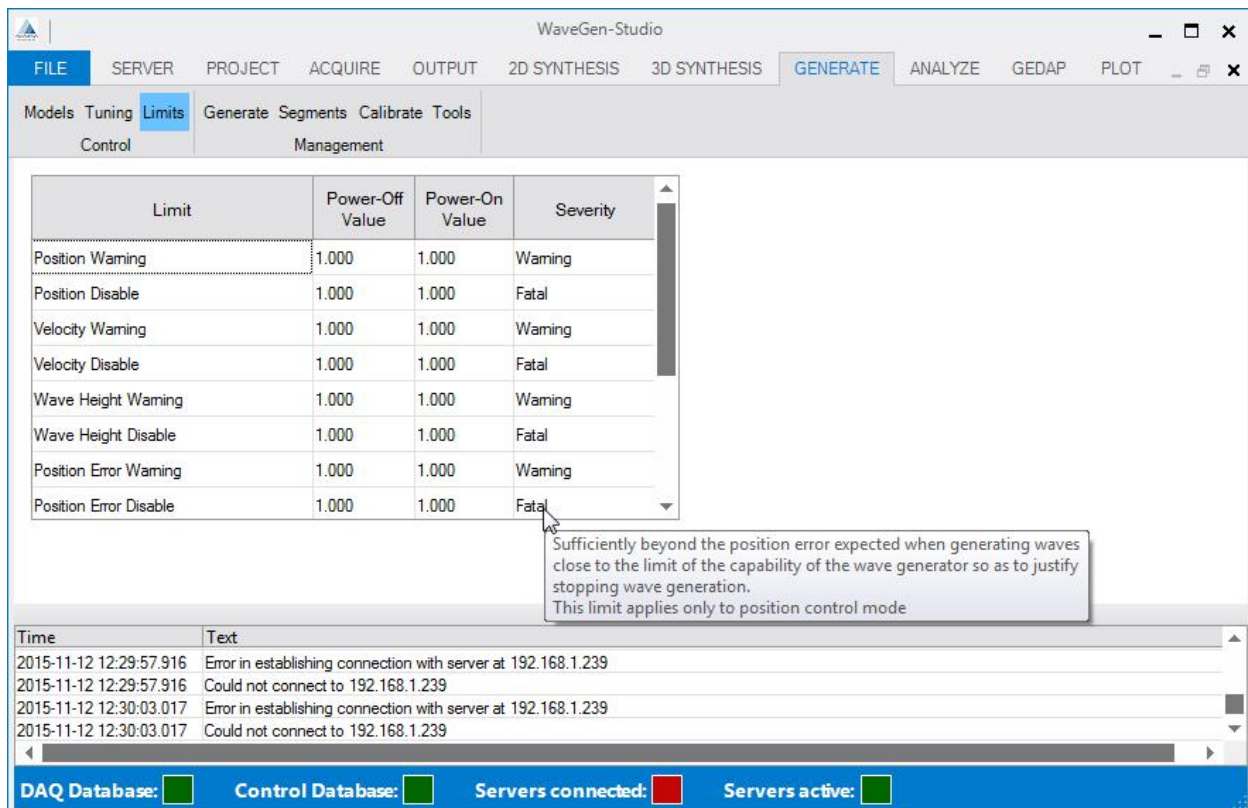 WaveGen-Studio
FILE SERVER PROJECT ACQUIRE OUTPUT 2D SYNTHESIS 3D SYNTHESIS GENERATE ANALYZE GEDAP PLOT
Models Tuning Limits Generate Segments Calibrate Tools
Control Management
Limit Power-Off Value Power-On Value Severity
Position Warning 1.000 1.000 Warning
Position Disable 1.000 1.000 Fatal
Velocity Warning 1.000 1.000 Warning
Velocity Disable 1.000 1.000 Fatal
Wave Height Warning 1.000 1.000 Warning
Wave Height Disable 1.000 1.000 Fatal
Position Error Warning 1.000 1.000 Warning
Position Error Disable 1.000 1.000 Fatal
Sufficiently beyond the position error expected when generating waves
close to the limit of the capability of the wave generator so as to justify
stopping wave generation.
This limit applies only to position control mode
Time Text
2015-11-12 12:29:57.916 Error in establishing connection with server at 192.168.1.239
2015-11-12 12:29:57.916 Could not connect to 192.168.1.239
2015-11-12 12:30:03.017 Error in establishing connection with server at 192.168.1.239
2015-11-12 12:30:03.017 Could not connect to 192.168.1.239
DAQ Database: Control Database: Servers connected: Servers active: